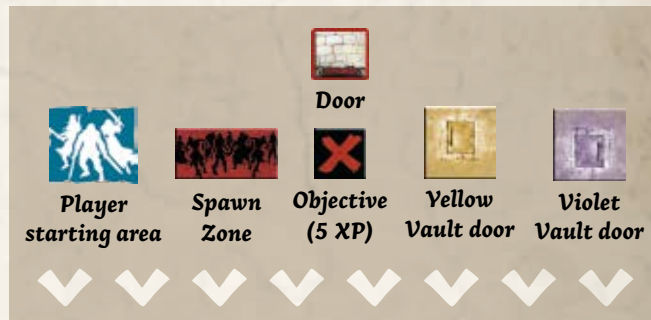 Door
Player
starting area
Spawn
Zone
Objective
(5 XP)
Yellow
Vault door
Violet
Vault door